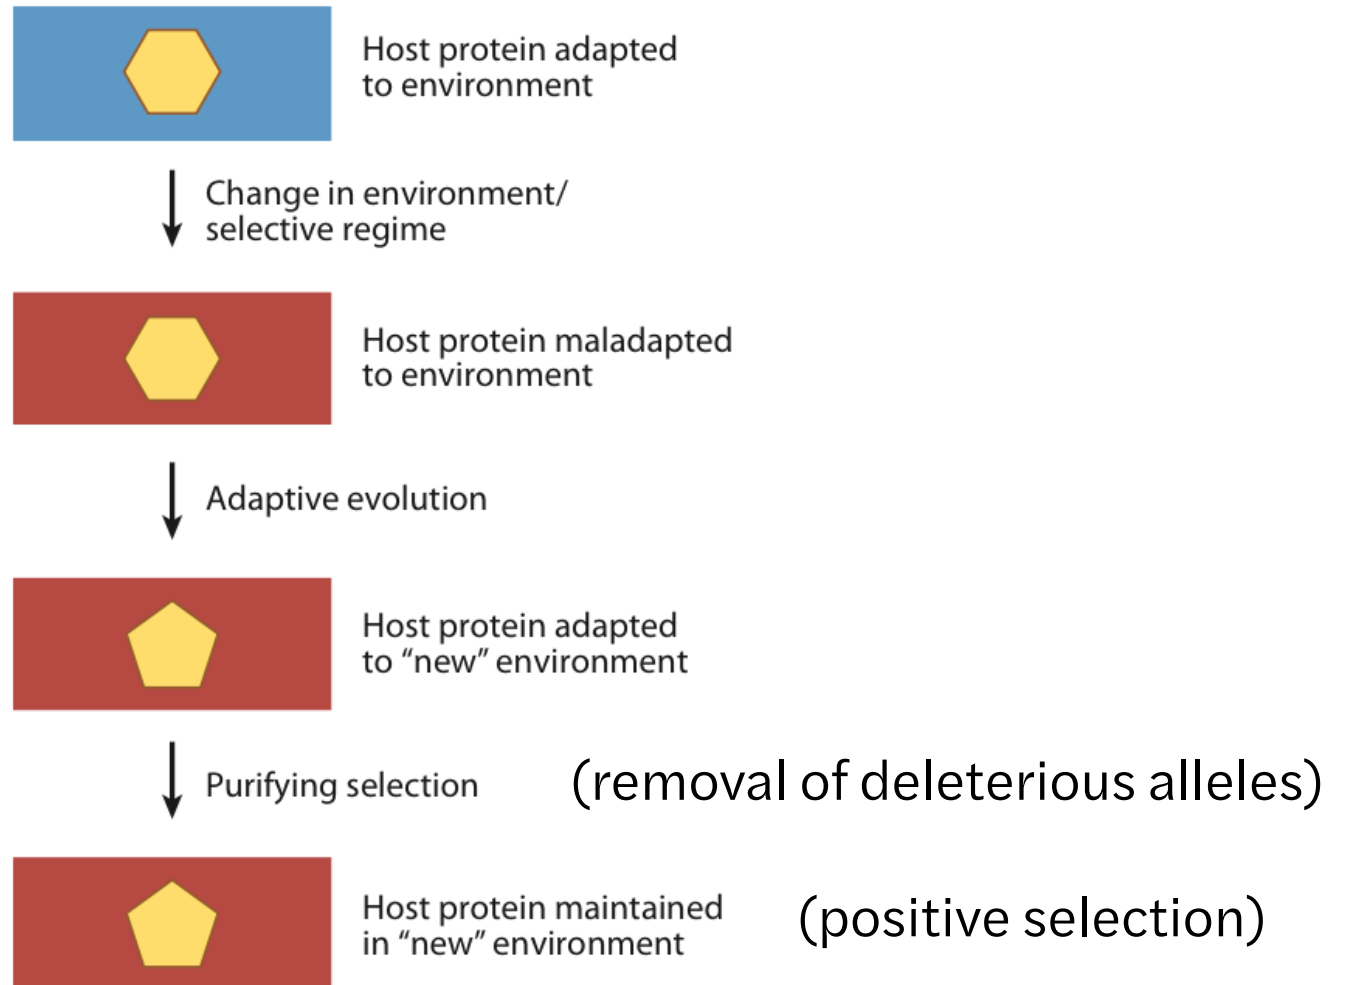 Host protein adapted
to environment
Change in environment/
selective regime
Host protein maladapted
to environment
Adaptive evolution
Host protein adapted
to “new” environment
Purifying selection
(removal of deleterious alleles)
Host protein maintained
in “new” environment
(positive selection)